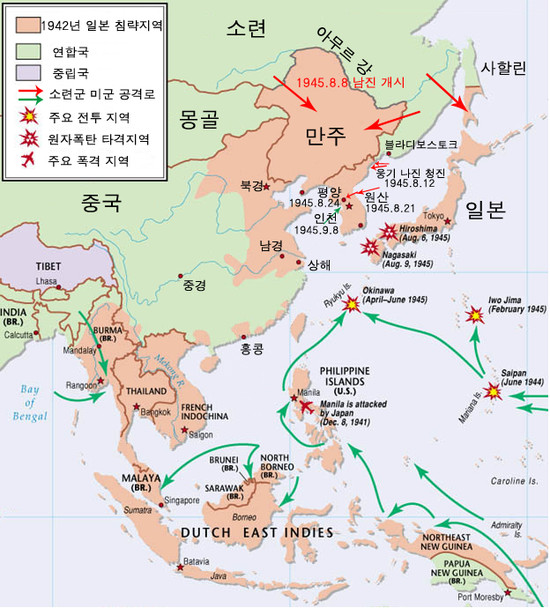 1942년 일본 침략지역
연합국
중립국
소련군 미군 공격로
주요 전투 지역
원자폭탄 타격지역
주요 폭격 지역
소련
아무르 강
사할린
1945.8.8 남진 개시
몽골
만주
블라디보스토크
웅기 나진 청진
1945.8.12
북경
평양
1945.8.24
원산
1945.8.21
인천
1945.9.8
중국
일본
Tokyo
Hiroshima
(Aug. 6, 1945)
Nagasaki
(Aug. 9, 1945)
남경
상해
중경
TIBET
Lhasa
INDIA
(BR.)
Calcutta
BURMA
(BR.)
Mandalay
Rangoon
Bay
of
Bengal
Mekong R.
홍콩
Ryukyu Is.
Okinawa
(April–June 1945)
Iwo Jima
(February 1945)
Saipan
(June 1944)
Mariana Is.
THAILAND
Bangkok
FRENCH
INDOCHINA
Saigon
PHILIPPINE
ISLANDS
(U.S.)
Manila
Manila is attacked
by Japan
(Dec. 8, 1941)
MALAYA
(BR.)
Singapore
Sumatra
BRUNEI
(BR.)
NORTH
BORNEO
(BR.)
SARAWAK
(BR.)
Borneo
Caroline Is.
Admiralty
Is.
DUTCH EAST INDIES
Batavia
Java
NORTHEAST
NEW GUINEA
PAPUA
NEW GUINEA
(BR.)
Port Moresby